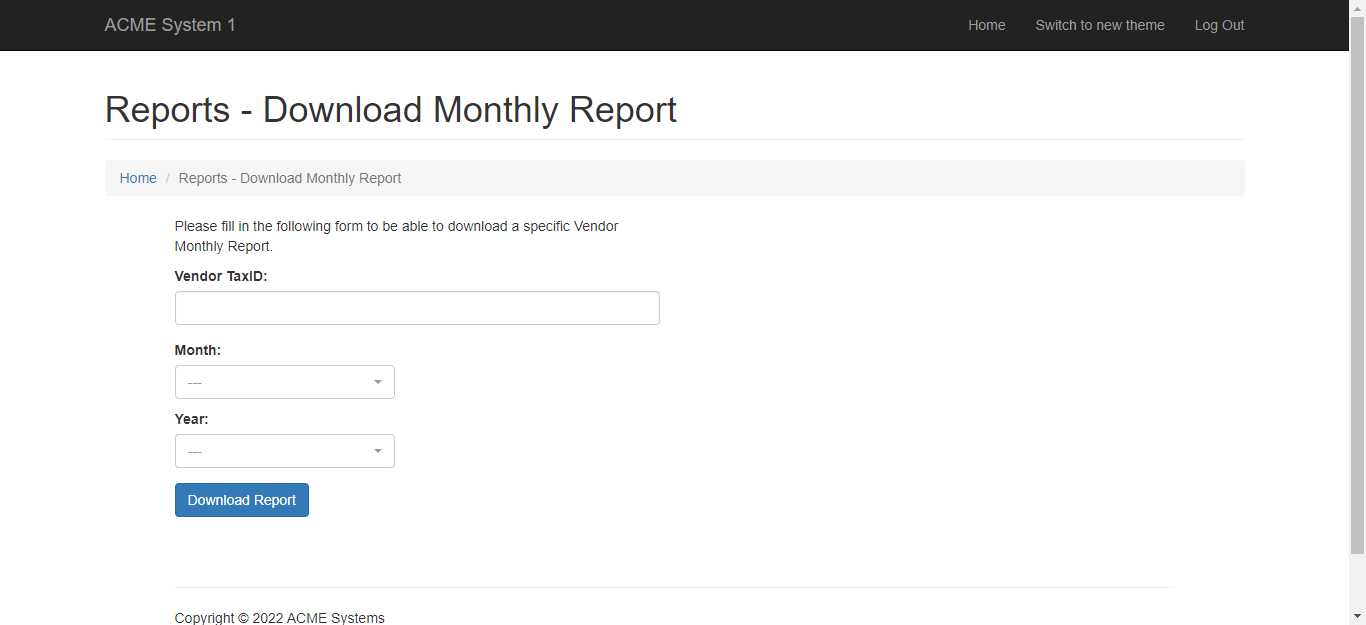 ACME System 1
Home
Switch to new theme
Log Out
Reports - Download Monthly Report
Home / Reports - Download Monthly Report
Please fill in the following form to be able to download a specific Vendor
Monthly Report.
Vendor TaxID:
Month:
---
Year:
---
Download Report
Copyright © 2022 ACME Systems